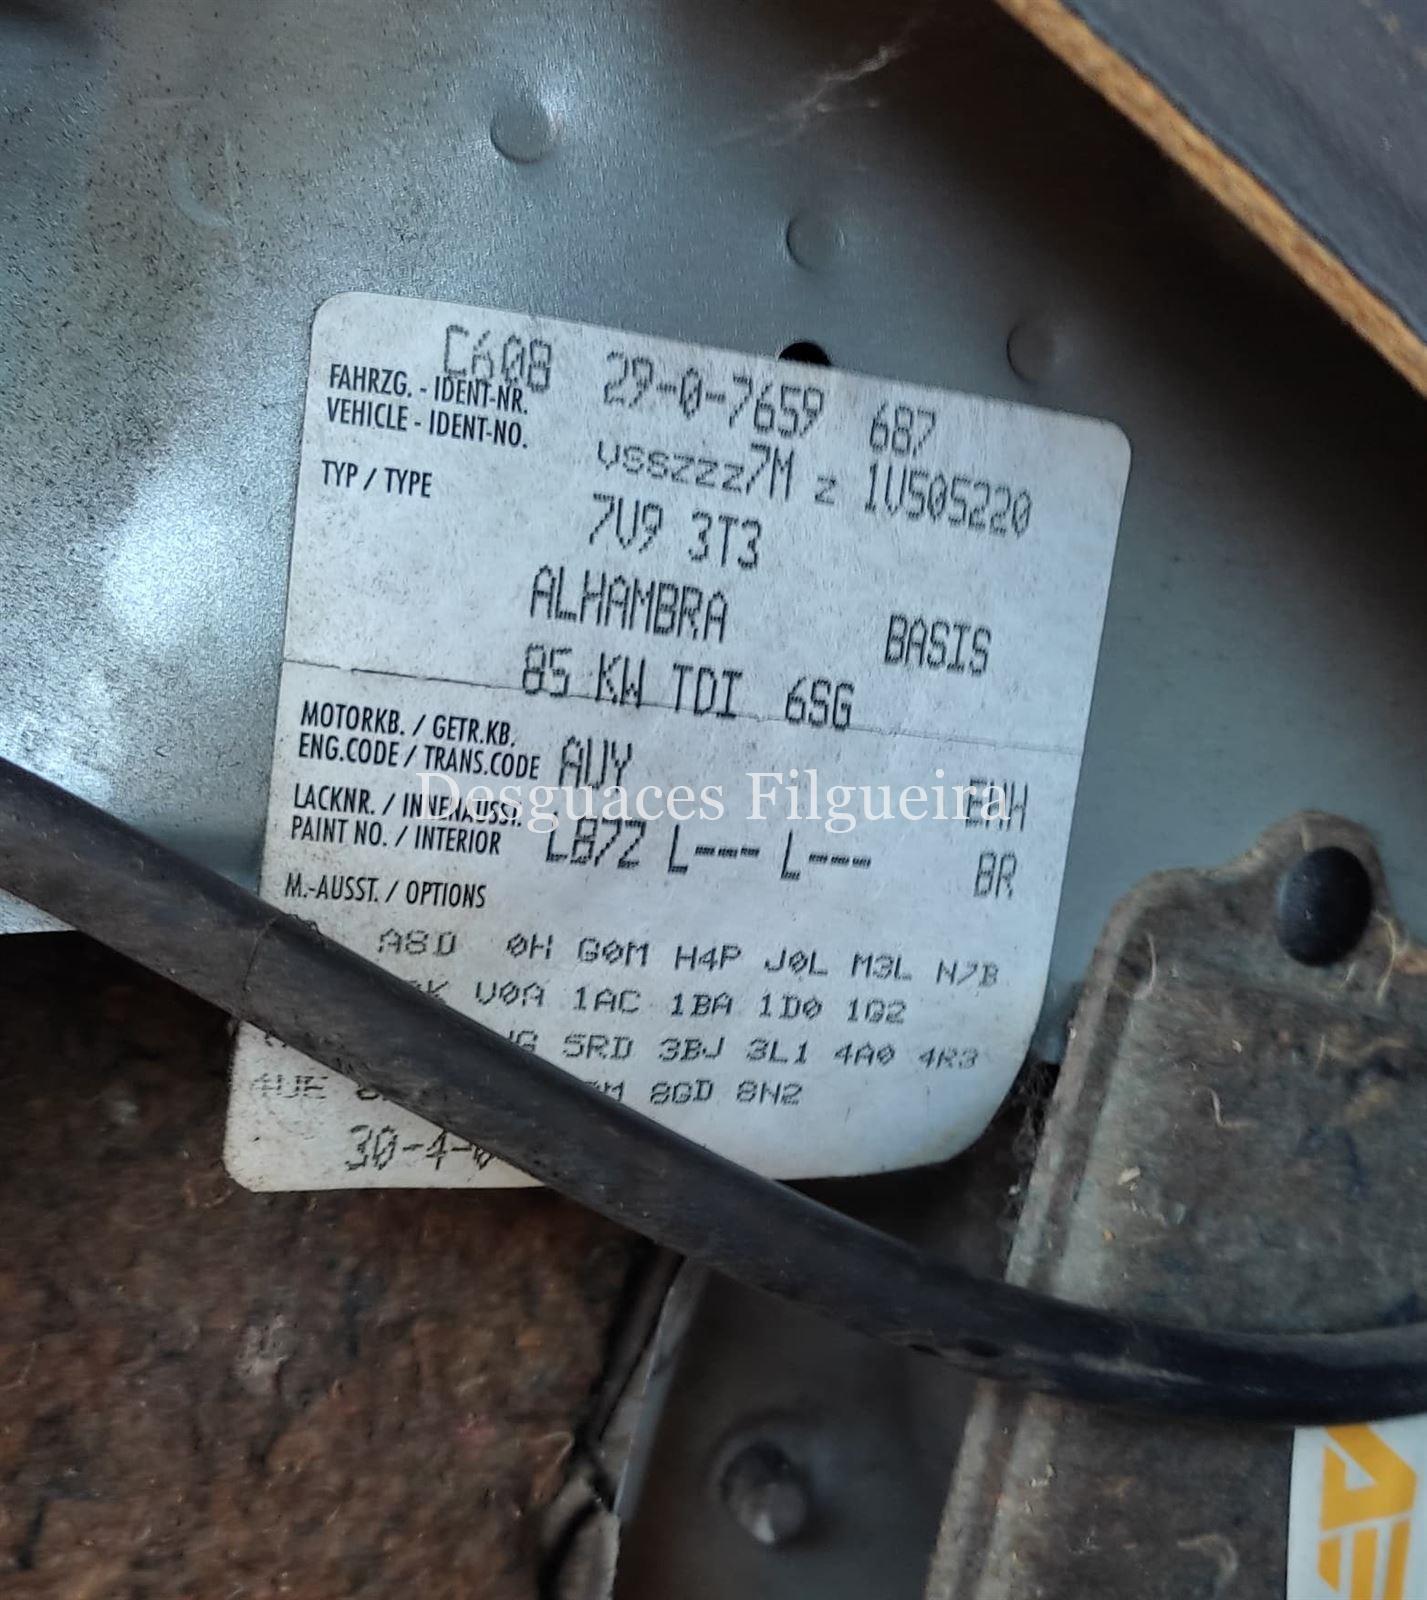 C608 29-0-7659 687
FAHRZG. - IDENT-NR.
VEHICLE - IDENT-NO.
VSSZZZ7M Z 1V505220
TYP / TYPE
7V9 3T3
ALHAMBRA BASIS
85 KW TDI 6SG
MOTORKB. / GETR.KB.
ENG.CODE / TRANS.CODE AUY EHH
Desguaces Filgueira
LACKNR. / INNENAUSST.
PAINT NO. / INTERIOR LB7Z L--- L--- BR
M.-AUSST. / OPTIONS
A8D 0H G0M H4P J0L M3L N7B
V0A 1AC 1BA 1D0 1G2
5RD 3BJ 3L1 4A0 4R3
4UE 8GD 8N2
30-4-0